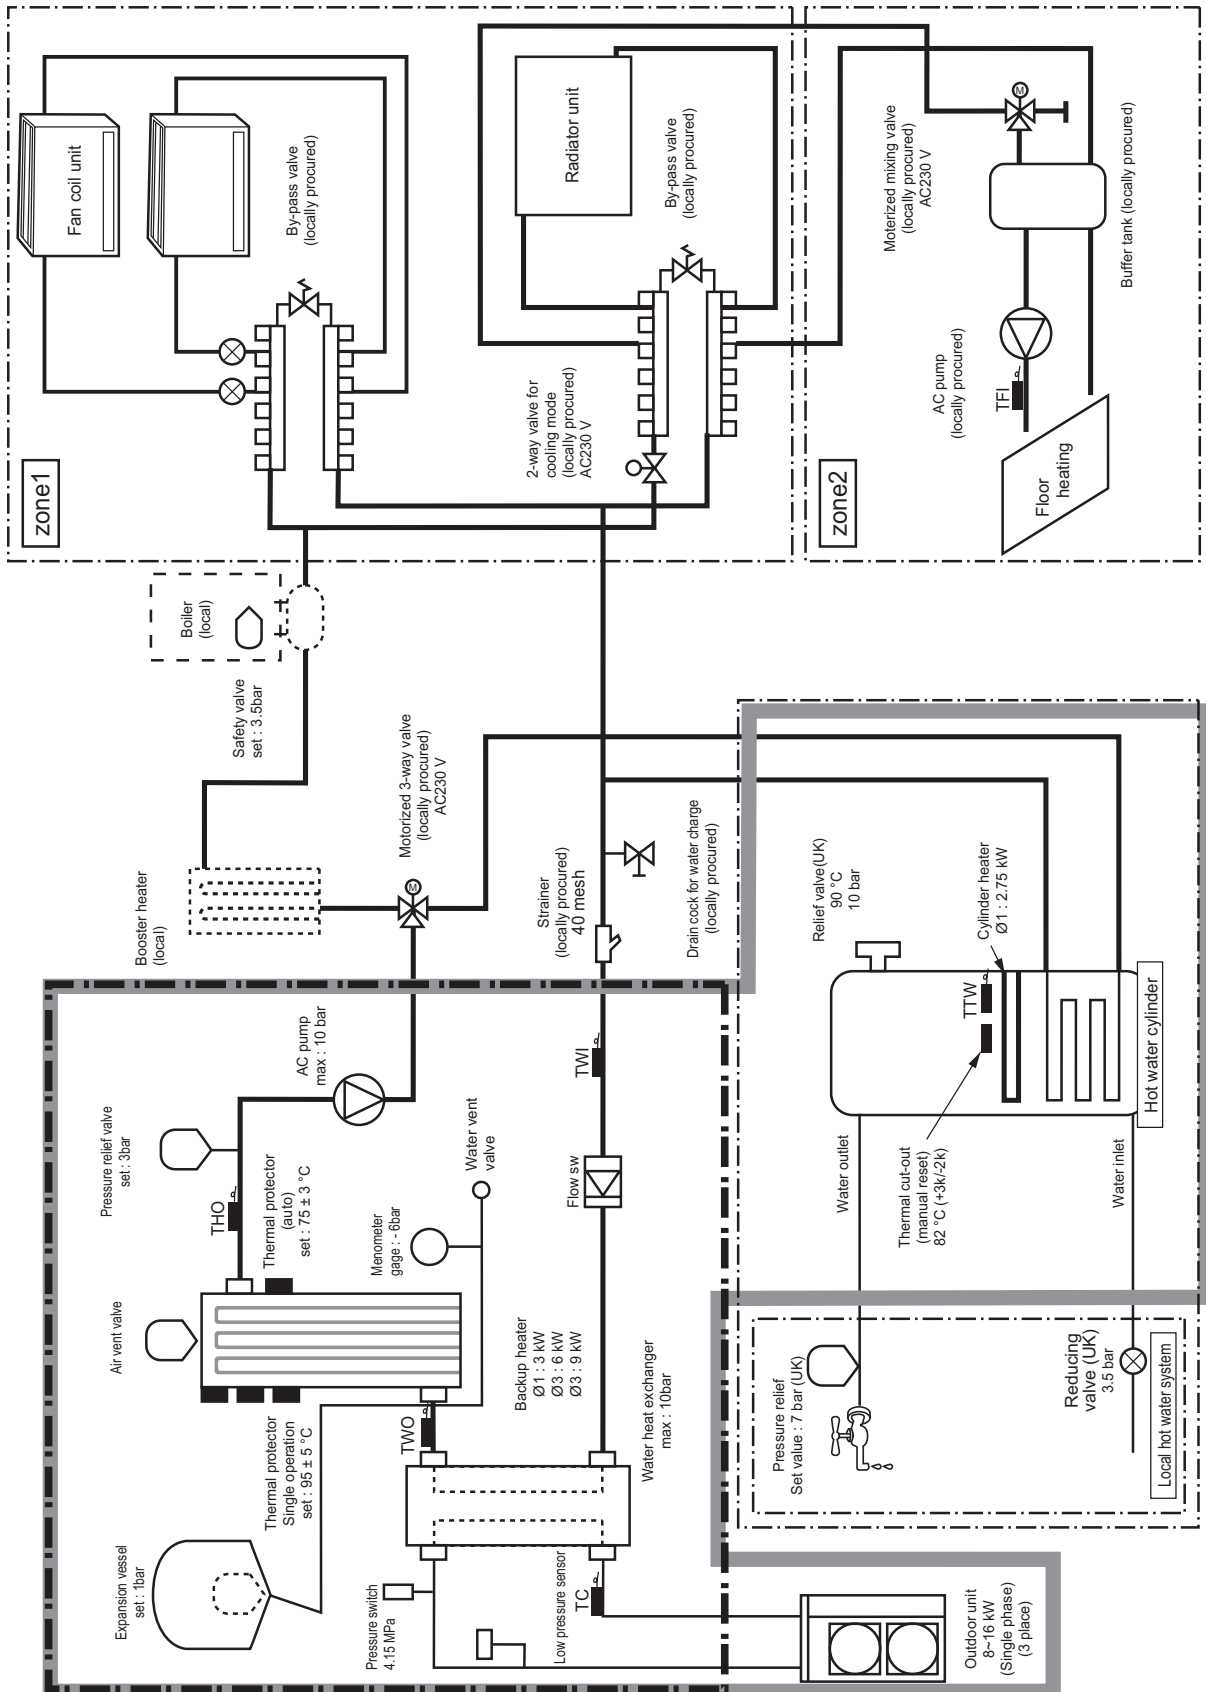 Fan coil unit
By-pass valve
(locally procured)
Radiator unit
By-pass valve
(locally procured)
2-way valve for
cooling mode
(locally procured)
AC230 V
zone1
Moterized mixing valve
(locally procured)
AC230 V
M
Buffer tank (locally procured)
AC pump
(locally procured)
TFI
Floor
heating
zone2
Boiler
(local)
Safety valve
set : 3.5bar
Booster heater
(local)
Motorized 3-way valve
(locally procured)
AC230 V
M
Strainer
(locally procured)
40 mesh
Drain cock for water charge
(locally procured)
Relief valve(UK)
90 °C
10 bar
Cylinder heater
Ø1 : 2.75 kW
TTW
Hot water cylinder
Thermal cut-out
(manual reset)
82 °C (+3k/-2k)
Water outlet
Water inlet
Pressure relief valve
set : 3bar
AC pump
max : 10 bar
THO
Thermal protector
(auto)
set : 75 ± 3 °C
Air vent valve
Menometer
gage : - 6bar
Water vent
valve
TWI
Flow sw
Backup heater
Ø1 : 3 kW
Ø3 : 6 kW
Ø3 : 9 kW
Thermal protector
Single operation
set : 95 ± 5 °C
TWO
Water heat exchanger
max : 10bar
Expansion vessel
set : 1bar
Pressure switch
4.15 MPa
Low pressure sensor
TC
Outdoor unit
8~16 kW
(Single phase)
(3 place)
Pressure relief
Set value : 7 bar (UK)
Reducing
valve (UK)
3.5 bar
Local hot water system